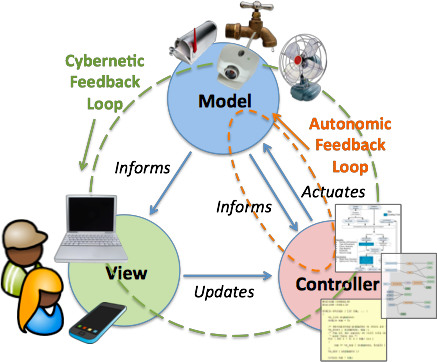 Cybernetic
Feedback
Loop
Model
Autonomic
Feedback
Loop
Informs
Informs
Actuates
View
Updates
Controller